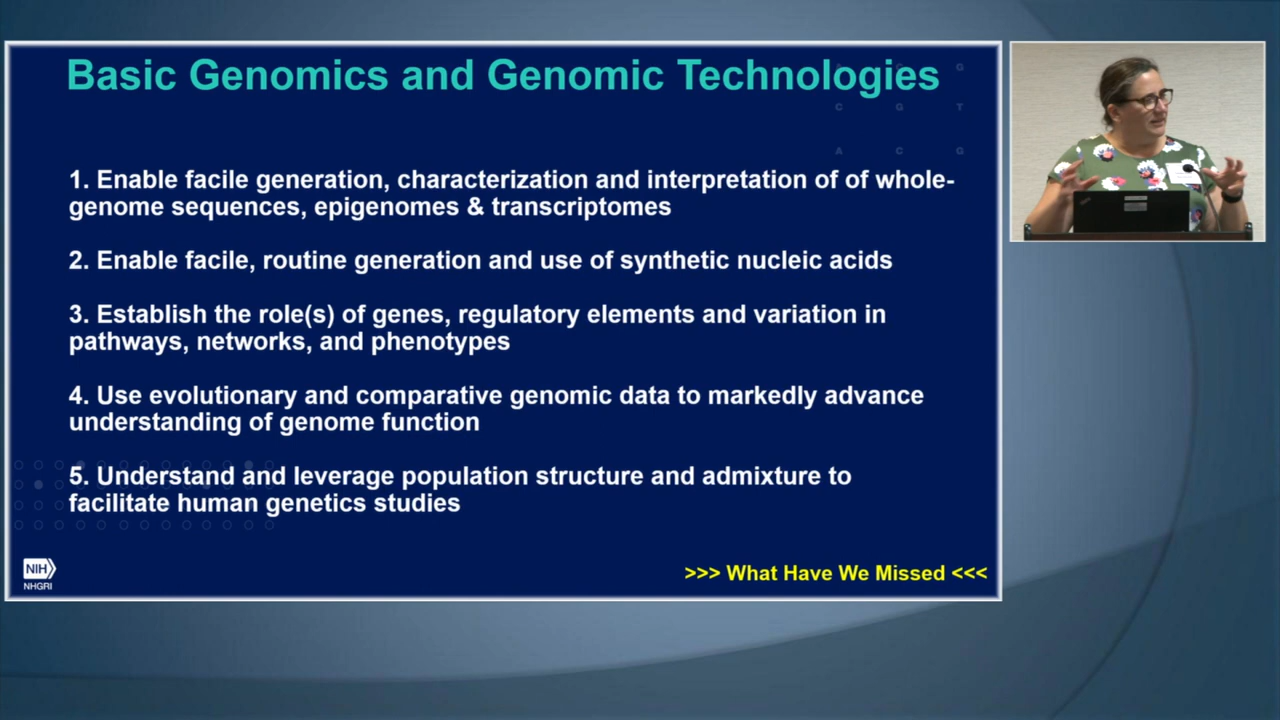 Basic Genomics and Genomic Technologies
G
C G T
A C G
1. Enable facile generation, characterization and interpretation of of whole-
genome sequences, epigenomes & transcriptomes
2. Enable facile, routine generation and use of synthetic nucleic acids
3. Establish the role(s) of genes, regulatory elements and variation in
pathways, networks, and phenotypes
4. Use evolutionary and comparative genomic data to markedly advance
understanding of genome function
5. Understand and leverage population structure and admixture to
facilitate human genetics studies
NIH
NHGRI
>>> What Have We Missed <<<